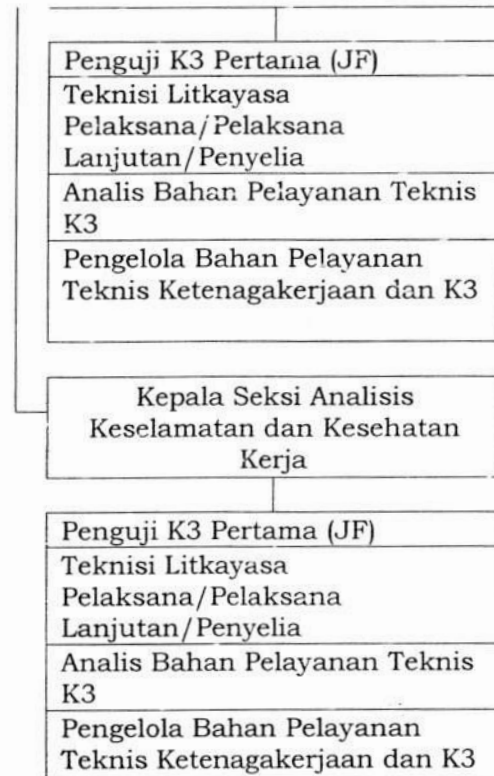 Penguji K3 Pertama (JF)
Teknisi Litkayasa
Pelaksana/Pelaksana
Lanjutan/Penyelia
Analis Bahan Pelayanan Teknis
K3
Pengelola Bahan Pelayanan
Teknis Ketenagakerjaan dan K3
Kepala Seksi Analisis
Keselamatan dan Kesehatan
Kerja
Penguji K3 Pertama (JF)
Teknisi Litkayasa
Pelaksana/Pelaksana
Lanjutan/Penyelia
Analis Bahan Pelayanan Teknis
K3
Pengelola Bahan Pelayanan
Teknis Ketenagakerjaan dan K3